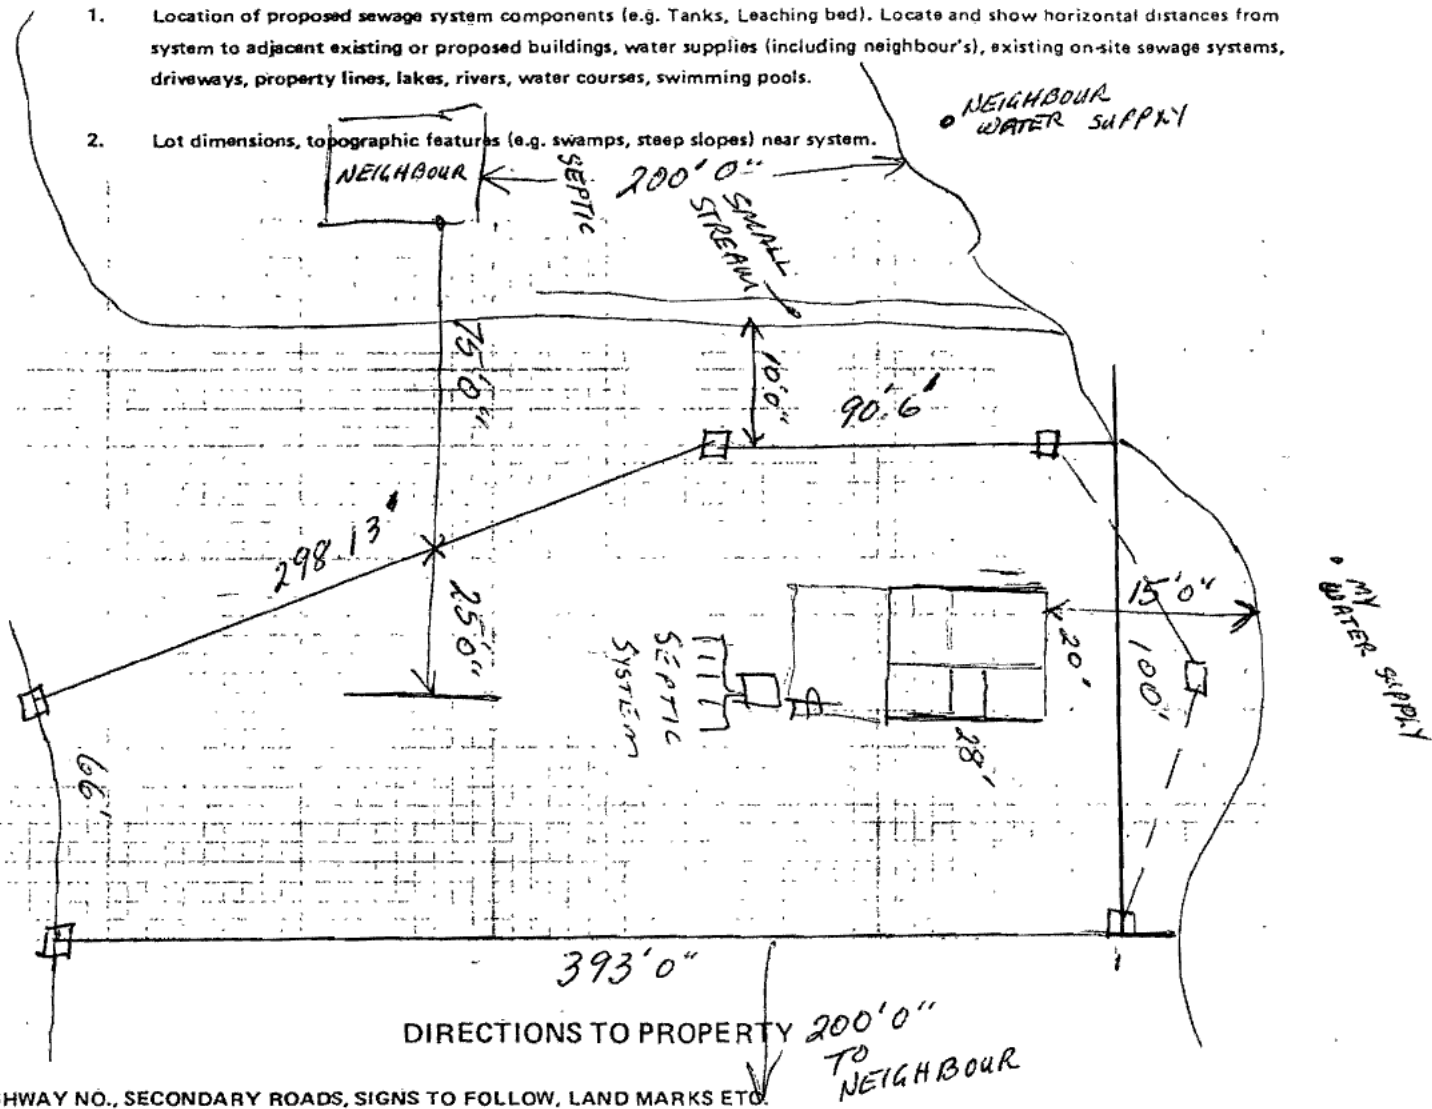 1. Location of proposed sewage system components (e.g. Tanks, Leaching bed). Locate and show horizontal distances from
system to adjacent existing or proposed buildings, water supplies (including neighbour's), existing on-site sewage systems,
driveways, property lines, lakes, rivers, water courses, swimming pools.
NEIGHBOUR
WATER SUPPLY
2. Lot dimensions, topographic features (e.g. swamps, steep slopes) near system.
NEIGHBOUR
SEPTIC
200'0"
SMALL
STREAM
75'0"
10'0"
90.6'
298 13'
25'0"
15'0"
MY
WATER SUPPLY
20'
100'
SEPTIC
SYSTEM
28'
66'
393'0"
DIRECTIONS TO PROPERTY
200'0"
TO
NEIGHBOUR
HWAY NO., SECONDARY ROADS, SIGNS TO FOLLOW, LAND MARKS ETC.